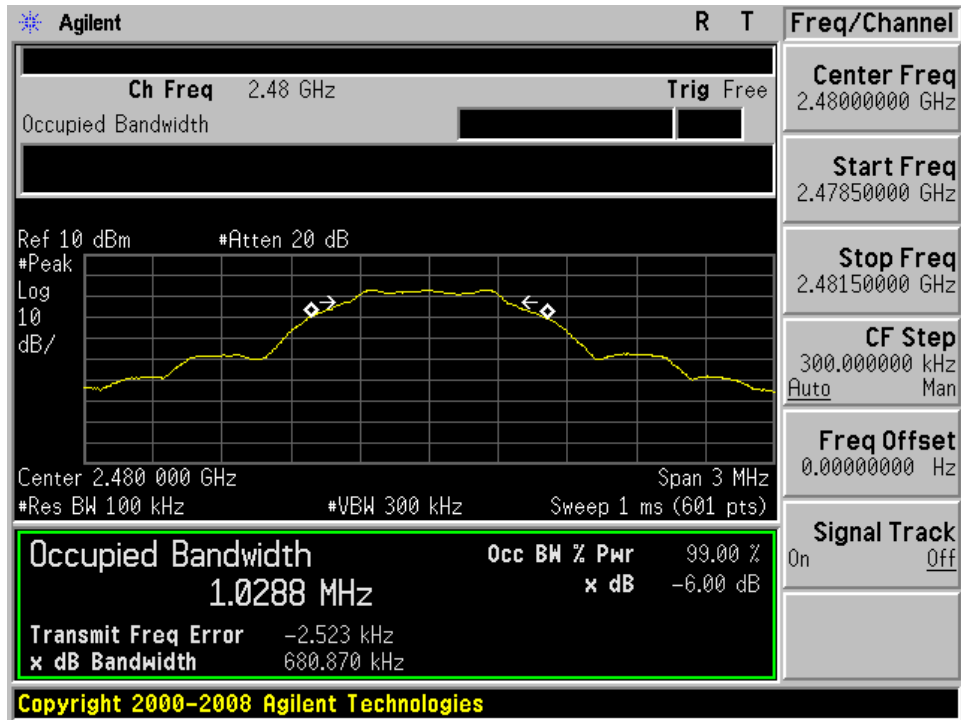 Agilent R T
Ch Freq 2.48 GHz Trig Free
Occupied Bandwidth
Ref 10 dBm #Atten 20 dB
#Peak
Log
10
dB/
Center 2.480 000 GHz Span 3 MHz
#Res BW 100 kHz #VBW 300 kHz Sweep 1 ms (601 pts)
Occupied Bandwidth
1.0288 MHz
Occ BW % Pwr 99.00 %
x dB -6.00 dB
Transmit Freq Error -2.523 kHz
x dB Bandwidth 680.870 kHz
Copyright 2000-2008 Agilent Technologies
Freq/Channel
Center Freq
2.48000000 GHz
Start Freq
2.47850000 GHz
Stop Freq
2.48150000 GHz
CF Step
300.000000 kHz
Auto Man
Freq Offset
0.00000000 Hz
Signal Track
On Off